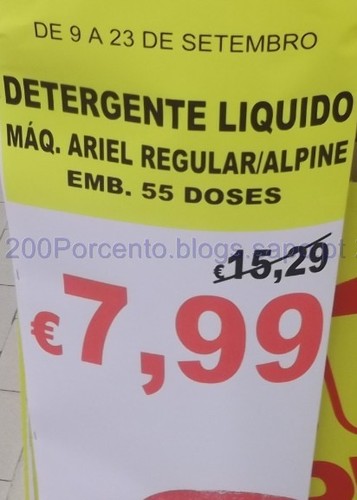 DE 9 A 23 DE SETEMBRO
DETERGENTE LIQUIDO
MÁQ. ARIEL REGULAR/ALPINE
EMB. 55 DOSES
200Porcento.blogs.sapo.pt
€15,29
€7,99